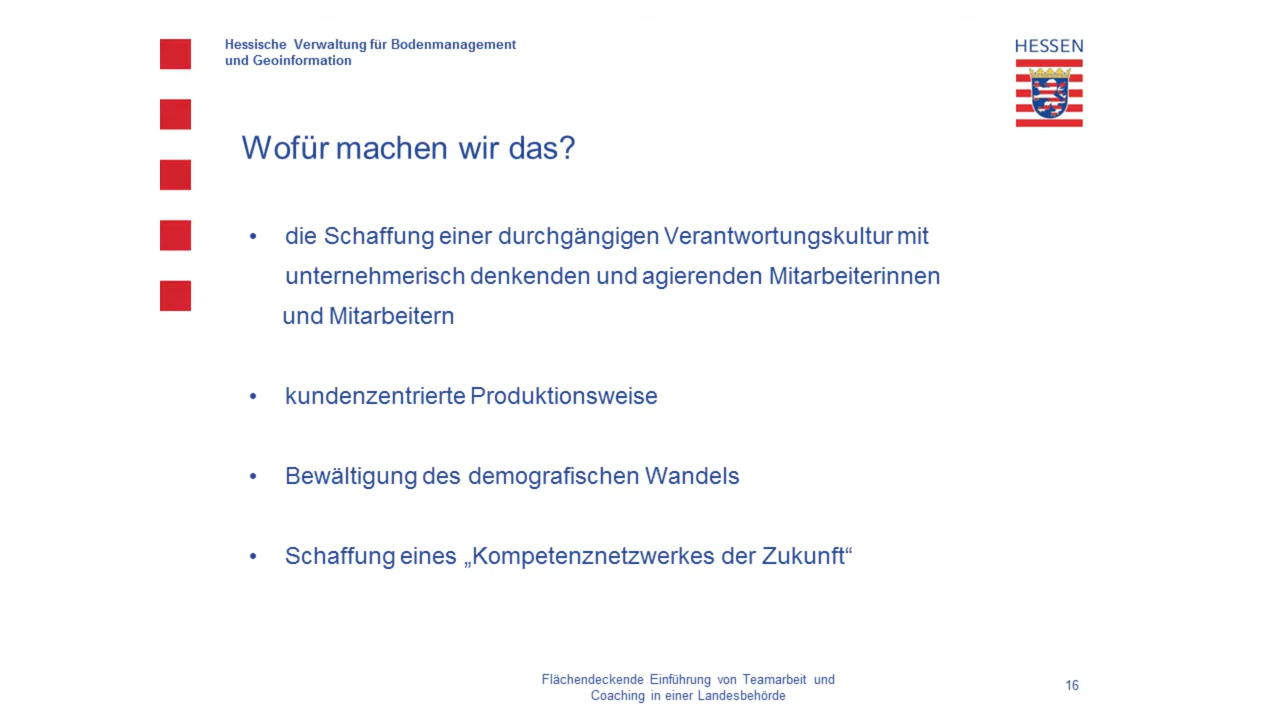 Hessische Verwaltung für Bodenmanagement
und Geoinformation
HESSEN
Wofür machen wir das?
• die Schaffung einer durchgängigen Verantwortungskultur mit
unternehmerisch denkenden und agierenden Mitarbeiterinnen
und Mitarbeitern
• kundenzentrierte Produktionsweise
• Bewältigung des demografischen Wandels
• Schaffung eines „Kompetenznetzwerkes der Zukunft“
Flächendeckende Einführung von Teamarbeit und
Coaching in einer Landesbehörde
16